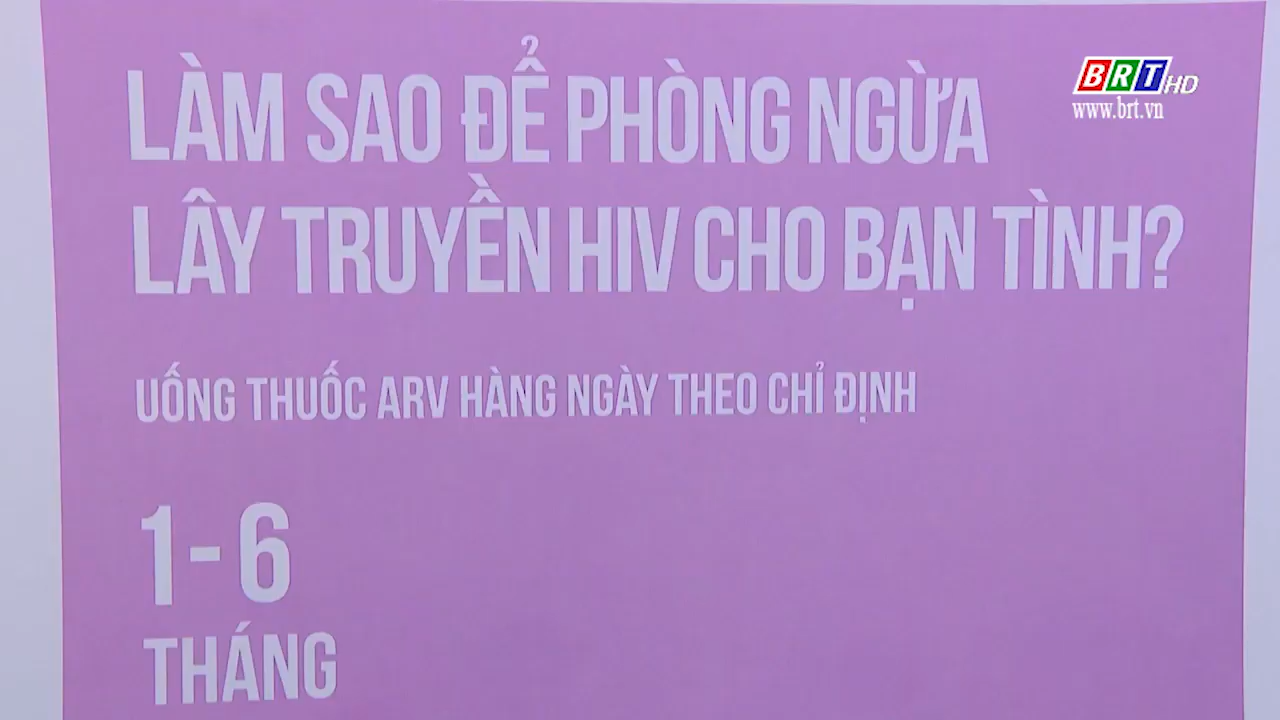 LÀM SAO ĐỂ PHÒNG NGỪA
LÂY TRUYỀN HIV CHO BẠN TÌNH?
UỐNG THUỐC ARV HÀNG NGÀY THEO CHỈ ĐỊNH
1 - 6
THÁNG
BRT HD
www.brt.vn